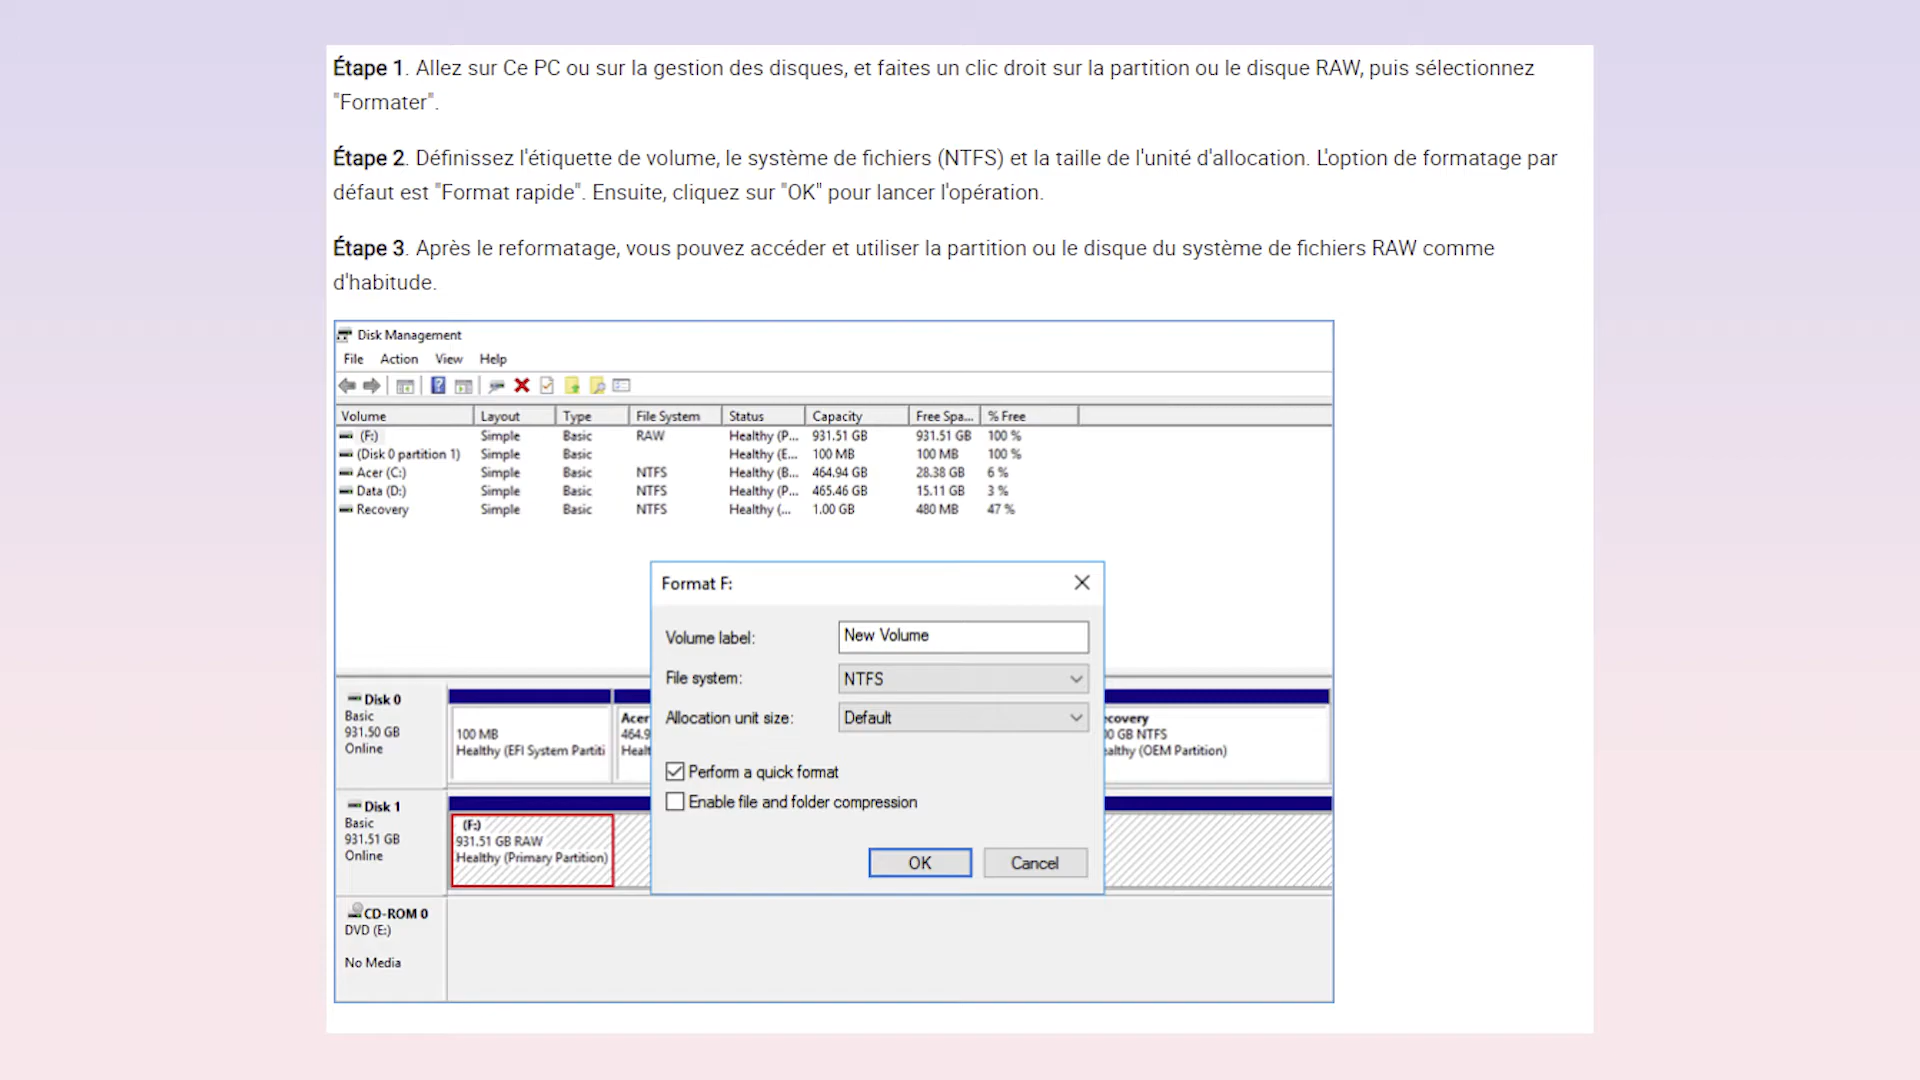 Étape 1. Allez sur Ce PC ou sur la gestion des disques, et faites un clic droit sur la partition ou le disque RAW, puis sélectionnez
"Formater".
Étape 2. Définissez l'étiquette de volume, le système de fichiers (NTFS) et la taille de l'unité d'allocation. L'option de formatage par
défaut est "Format rapide". Ensuite, cliquez sur "OK" pour lancer l'opération.
Étape 3. Après le reformatage, vous pouvez accéder et utiliser la partition ou le disque du système de fichiers RAW comme
d'habitude.
Disk Management
File Action View Help
Volume Layout Type File System Status Capacity Free Spa... % Free
(F:) Simple Basic RAW Healthy (P... 931.51 GB 931.51 GB 100 %
(Disk 0 partition 1) Simple Basic Healthy (E... 100 MB 100 MB 100 %
Acer (C:) Simple Basic NTFS Healthy (B... 464.94 GB 28.38 GB 6 %
Data (D:) Simple Basic NTFS Healthy (P... 465.46 GB 15.11 GB 3 %
Recovery Simple Basic NTFS Healthy (... 1.00 GB 480 MB 47 %
Format F:
Volume label: New Volume
File system: NTFS
Allocation unit size: Default
Perform a quick format
Enable file and folder compression
OK Cancel
Disk 0
Basic
931.50 GB
Online
100 MB
Healthy (EFI System Partiti
Acer
464.9
Healt
covery
00 GB NTFS
ealthy (OEM Partition)
Disk 1
Basic
931.51 GB
Online
(F:)
931.51 GB RAW
Healthy (Primary Partition)
CD-ROM 0
DVD (E:)
No Media